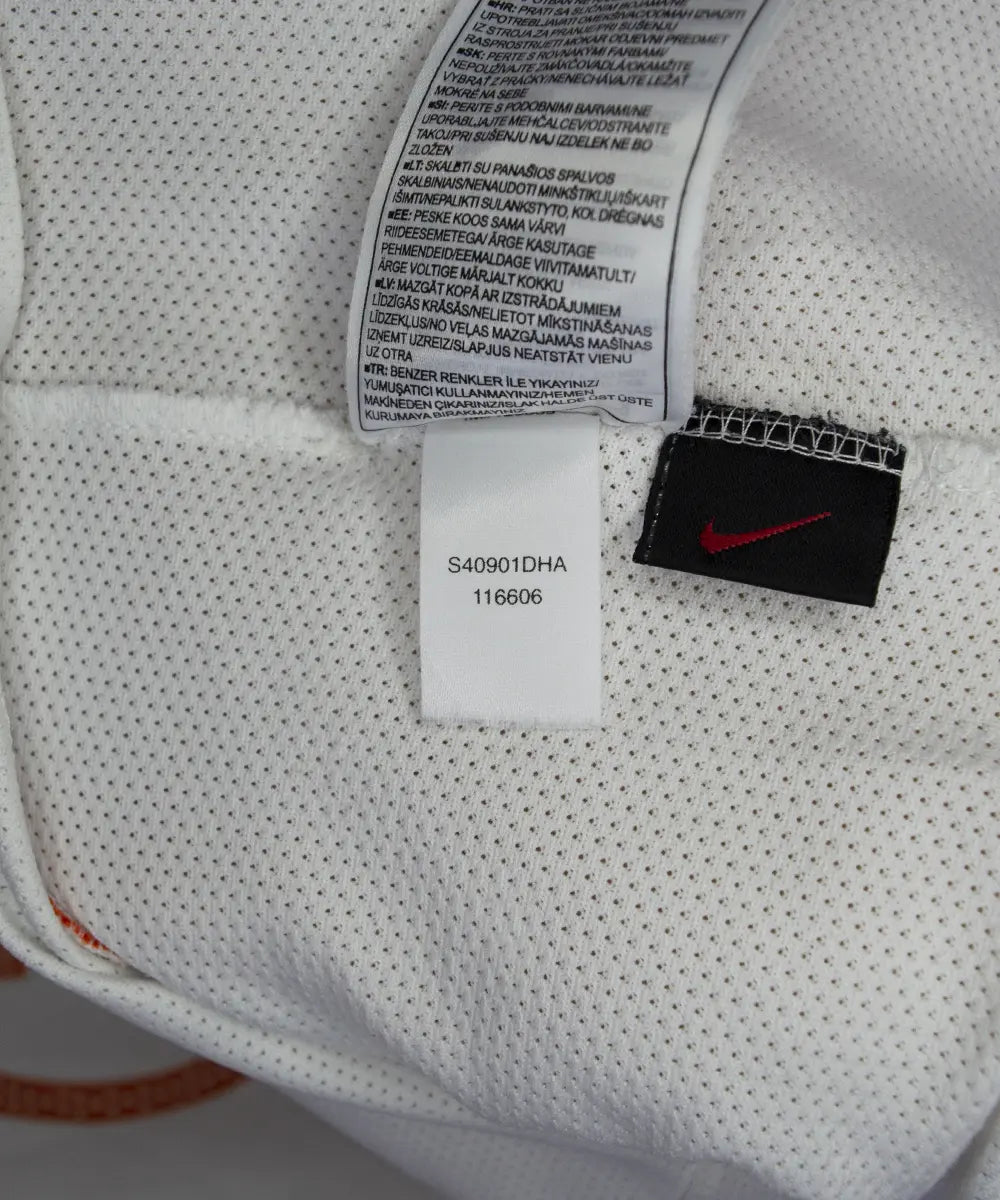 ■HR: PRATI SA SLIČNIM BOJAMA/NE
UPOTREBLJAVATI OMEKŠIVAČ/ODMAH IZVADITI
IZ STROJA ZA PRANJE/PRI SUŠENJU
RASPROSTRIJETI MOKAR ODJEVNI PREDMET
■SK: PERTE S ROVNAKÝMI FARBAMI/
NEPOUŽÍVAJTE ZMÄKČOVADLÁ/OKAMŽITE
VYBRAŤ Z PRÁČKY/NENECHÁVAJTE LEŽAŤ
MOKRÉ NA SEBE
■SI: PERITE S PODOBNIMI BARVAMI/NE
UPORABLJAJTE MEHČALCEV/ODSTRANITE
TAKOJ/PRI SUŠENJU NAJ IZDELEK NE BO
ZLOŽEN
■LT: SKALBTI SU PANAŠIOS SPALVOS
SKALBINIAIS/NENAUDOTI MINKŠTIKLIŲ/IŠKART
IŠIMTI/NEPALIKTI SULANKSTYTO, KOL DRĖGNAS
■EE: PESKE KOOS SAMA VÄRVI
RIIDEESEMETEGA/ ÄRGE KASUTAGE
PEHMENDEID/EEMALDAGE VIIVITAMATULT/
ÄRGE VOLTIGE MÄRJALT KOKKU
■LV: MAZGĀT KOPĀ AR IZSTRĀDĀJUMIEM
LĪDZĪGĀS KRĀSĀS/NELIETOT MĪKSTINĀŠANAS
LĪDZEKĻUS/NO VEĻAS MAZGĀJAMĀS MAŠĪNAS
IZŅEMT UZREIZ/SLAPJUS NEATSTĀT VIENU
UZ OTRA
■TR: BENZER RENKLER İLE YIKAYINIZ/
YUMUŞATICI KULLANMAYINIZ/HEMEN
MAKİNEDEN ÇIKARINIZ/ISLAK HALDE ÜST ÜSTE
KURUMAYA BIRAKMAYINIZ
S40901DHA
116606